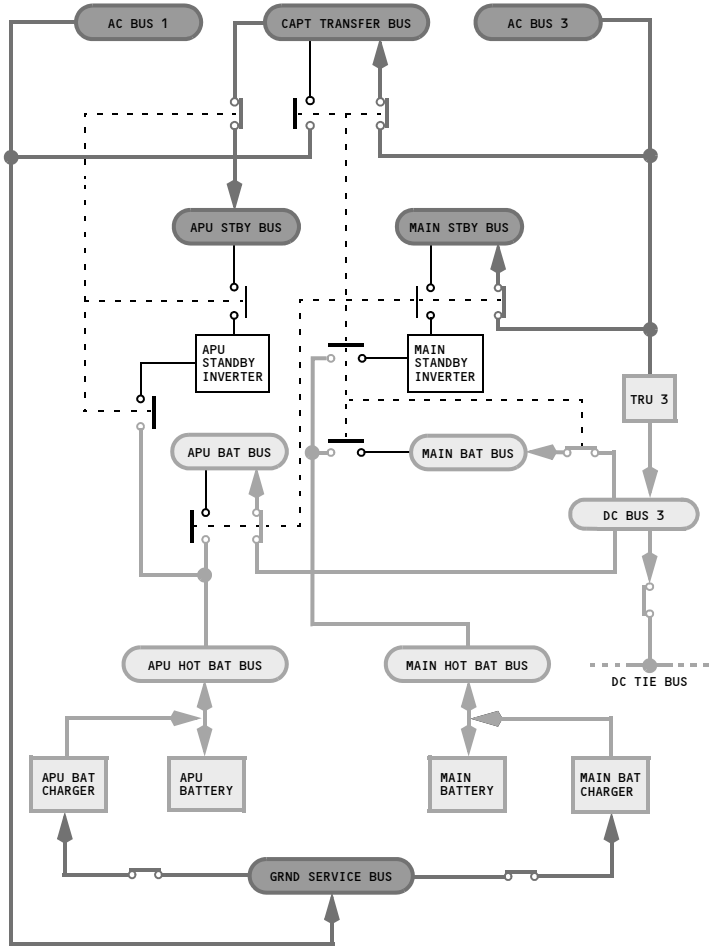 AC BUS 1
CAPT TRANSFER BUS
AC BUS 3
APU STBY BUS
MAIN STBY BUS
APU
STANDBY
INVERTER
MAIN
STANDBY
INVERTER
TRU 3
APU BAT BUS
MAIN BAT BUS
DC BUS 3
APU HOT BAT BUS
MAIN HOT BAT BUS
DC TIE BUS
APU BAT
CHARGER
APU
BATTERY
MAIN
BATTERY
MAIN BAT
CHARGER
GRND SERVICE BUS